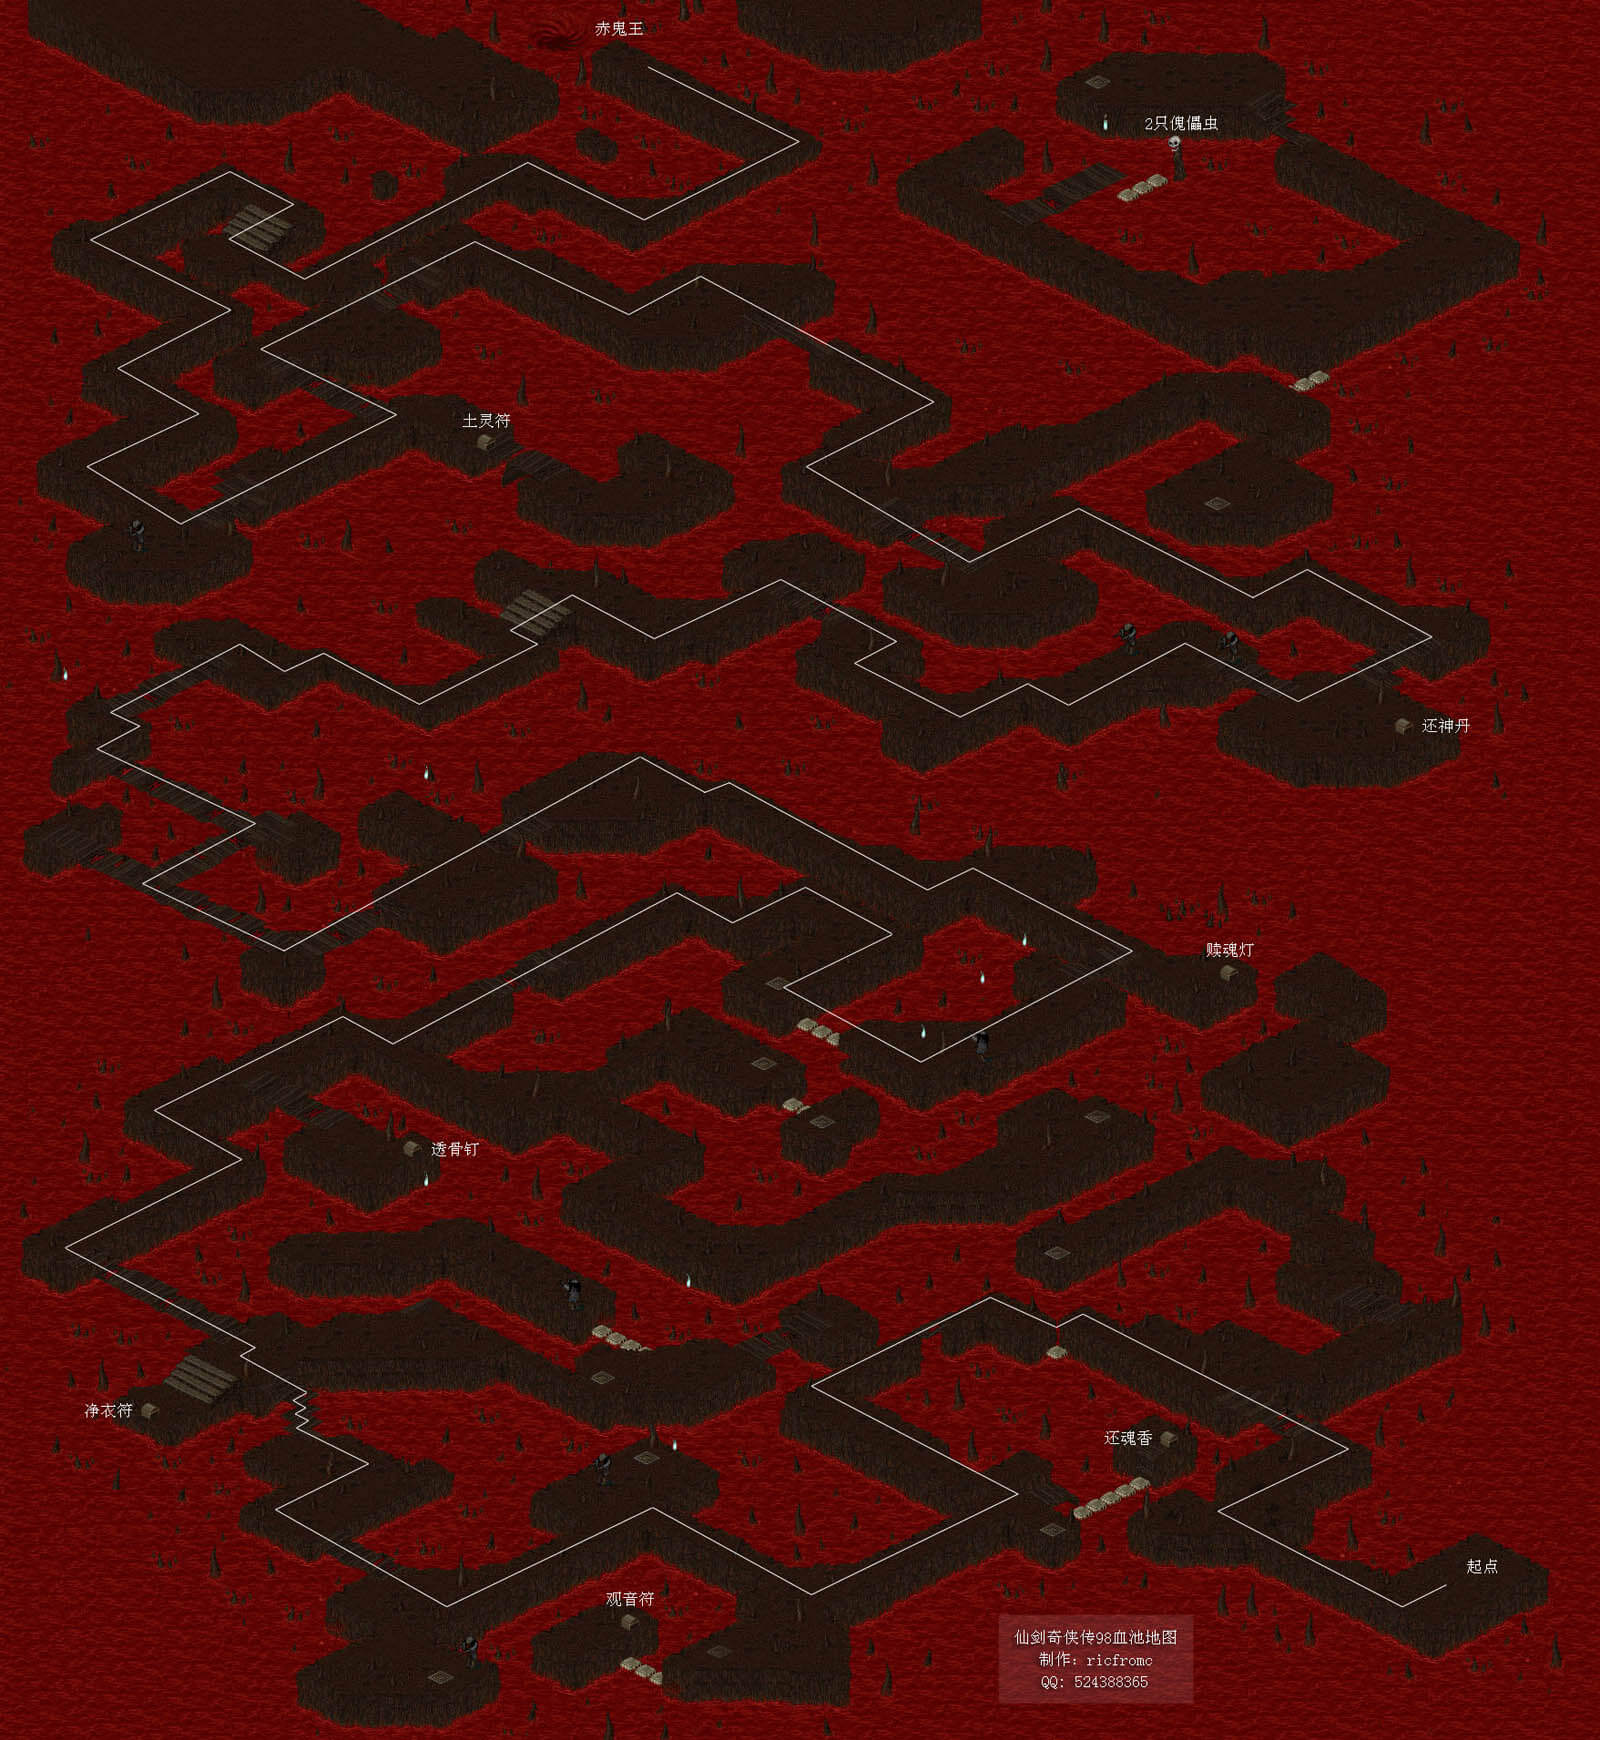 赤鬼王
2只傀儡虫
土灵符
还神丹
赎魂灯
透骨钉
净衣符
还魂香
起点
观音符
仙剑奇侠传98血池地图
制作: ricfromc
QQ: 524388365